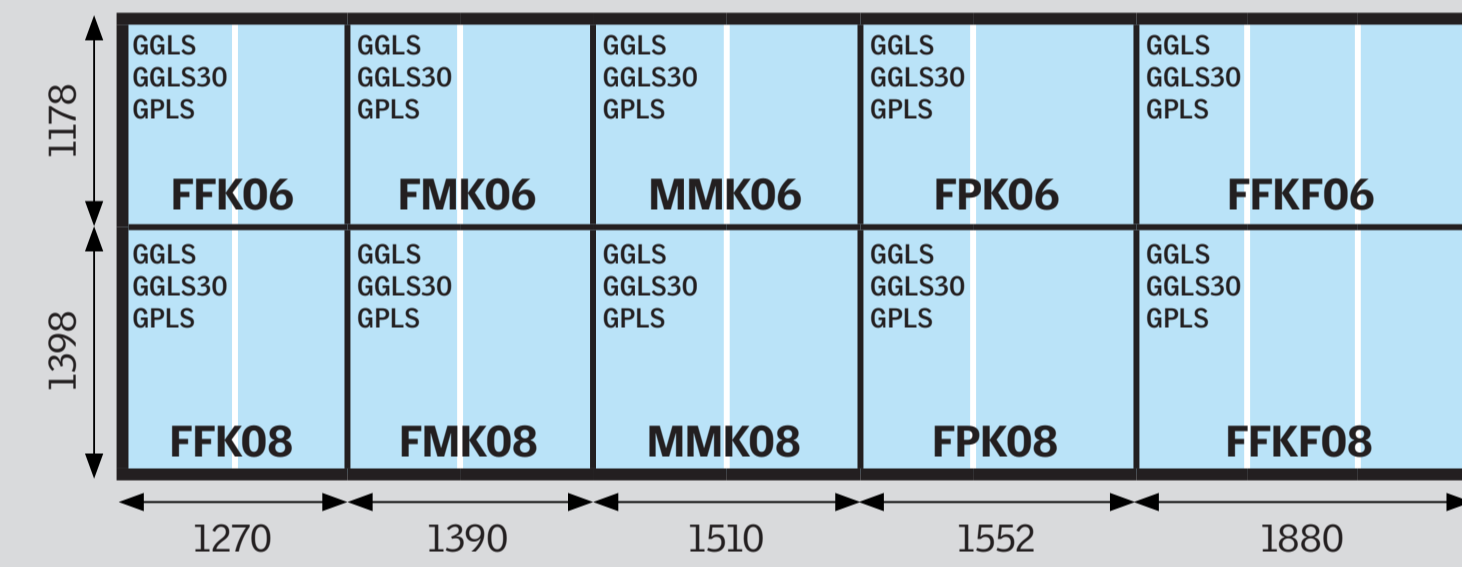 1178
GGLS
GGLS30
GPLS
FFK06
GGLS
GGLS30
GPLS
FMK06
GGLS
GGLS30
GPLS
MMK06
GGLS
GGLS30
GPLS
FPK06
GGLS
GGLS30
GPLS
FFKF06
1398
GGLS
GGLS30
GPLS
FFK08
GGLS
GGLS30
GPLS
FMK08
GGLS
GGLS30
GPLS
MMK08
GGLS
GGLS30
GPLS
FPK08
GGLS
GGLS30
GPLS
FFKF08
1270
1390
1510
1552
1880